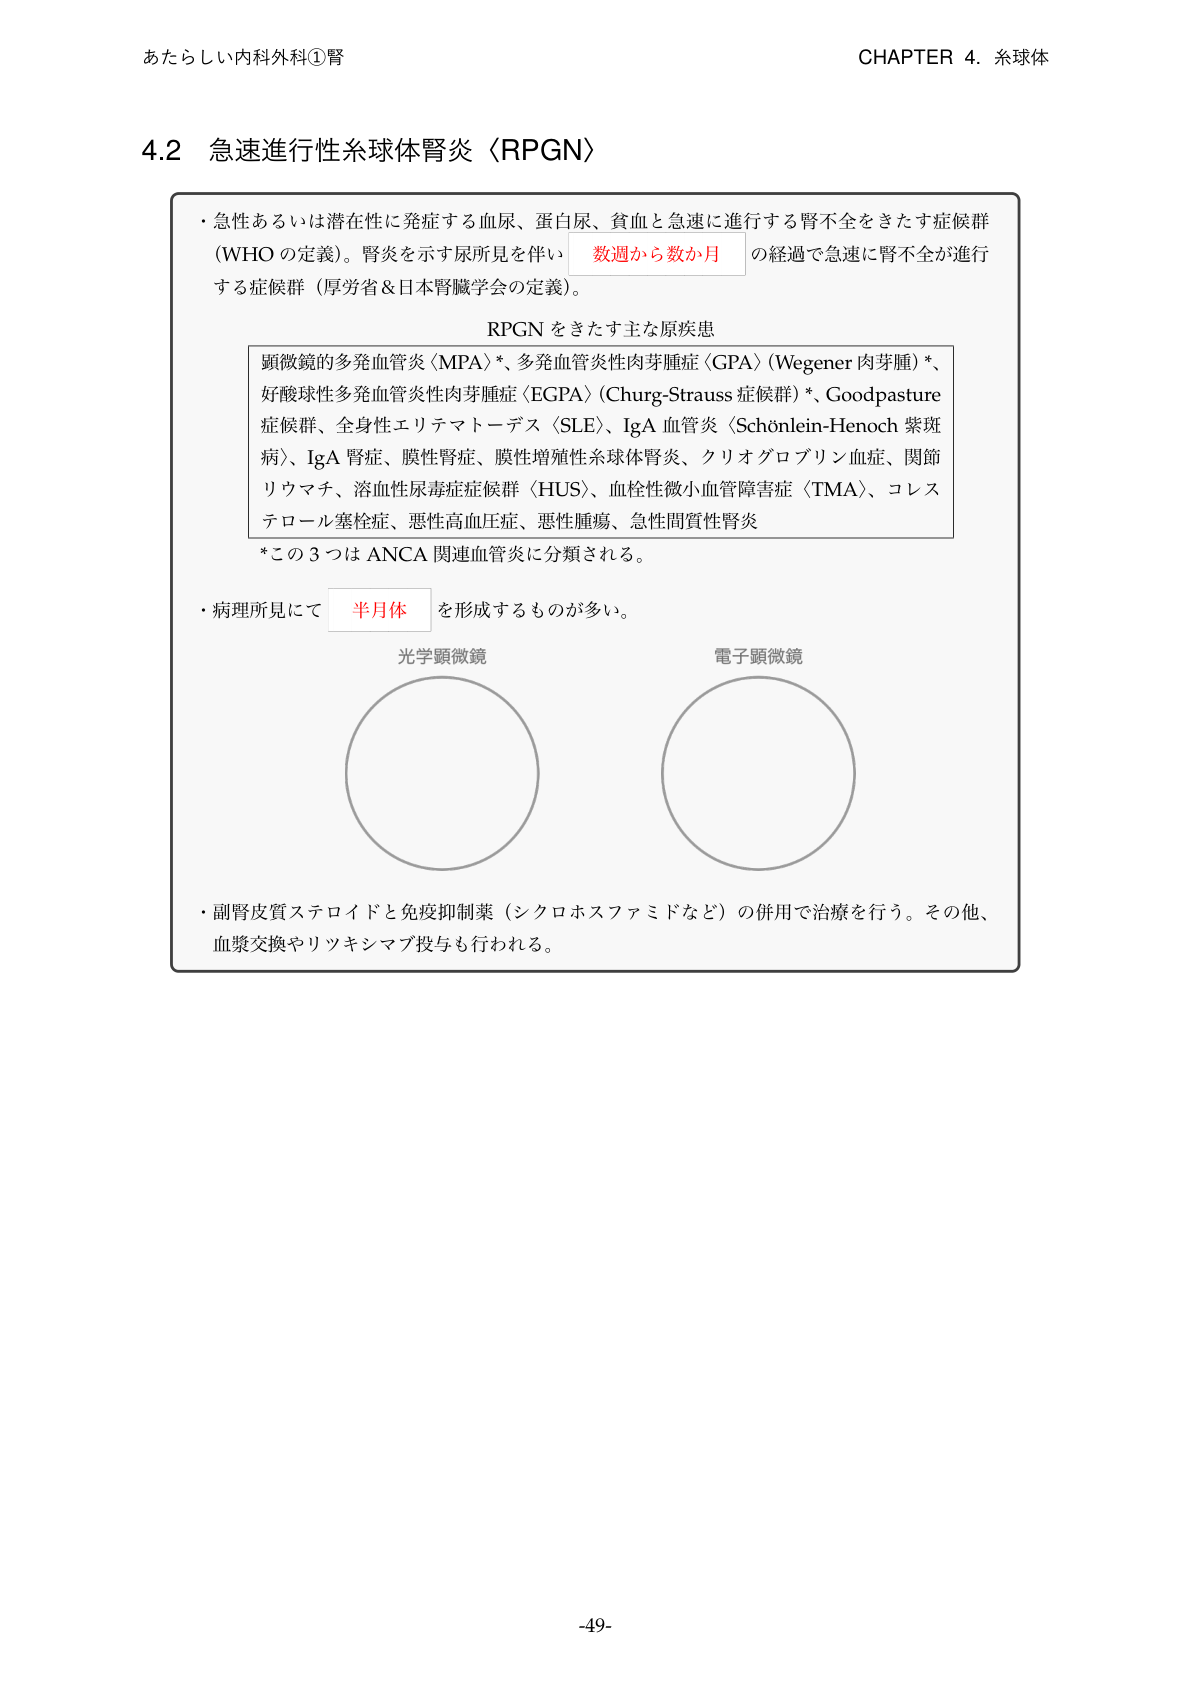 あたらしい内科外科①腎
CHAPTER 4. 糸球体
4.2 急速進行性糸球体腎炎〈RPGN〉
・急性あるいは潜在性に発症する血尿、蛋白尿、貧血と急速に進行する腎不全をきたす症候群
(WHO の定義)。腎炎を示す尿所見を伴い 数週から数か月 の経過で急速に腎不全が進行
する症候群（厚労省＆日本腎臓学会の定義）。
RPGN をきたす主な原疾患
顕微鏡的多発血管炎〈MPA〉*、多発血管炎性肉芽腫症〈GPA〉（Wegener 肉芽腫）*、
好酸球性多発血管炎性肉芽腫症〈EGPA〉（Churg-Strauss 症候群）*、Goodpasture
症候群、全身性エリテマトーデス〈SLE〉、IgA 血管炎〈Schönlein-Henoch 紫斑
病〉、IgA 腎症、膜性腎症、膜性増殖性糸球体腎炎、クリオグロブリン血症、関節
リウマチ、溶血性尿毒症症候群〈HUS〉、血栓性微小血管障害症〈TMA〉、コレス
テロール塞栓症、悪性高血圧症、悪性腫瘍、急性間質性腎炎
*この 3 つは ANCA 関連血管炎に分類される。
・病理所見にて 半月体 を形成するものが多い。
光学顕微鏡
電子顕微鏡
・副腎皮質ステロイドと免疫抑制薬（シクロホスファミドなど）の併用で治療を行う。その他、
血漿交換やリツキシマブ投与も行われる。
-49-